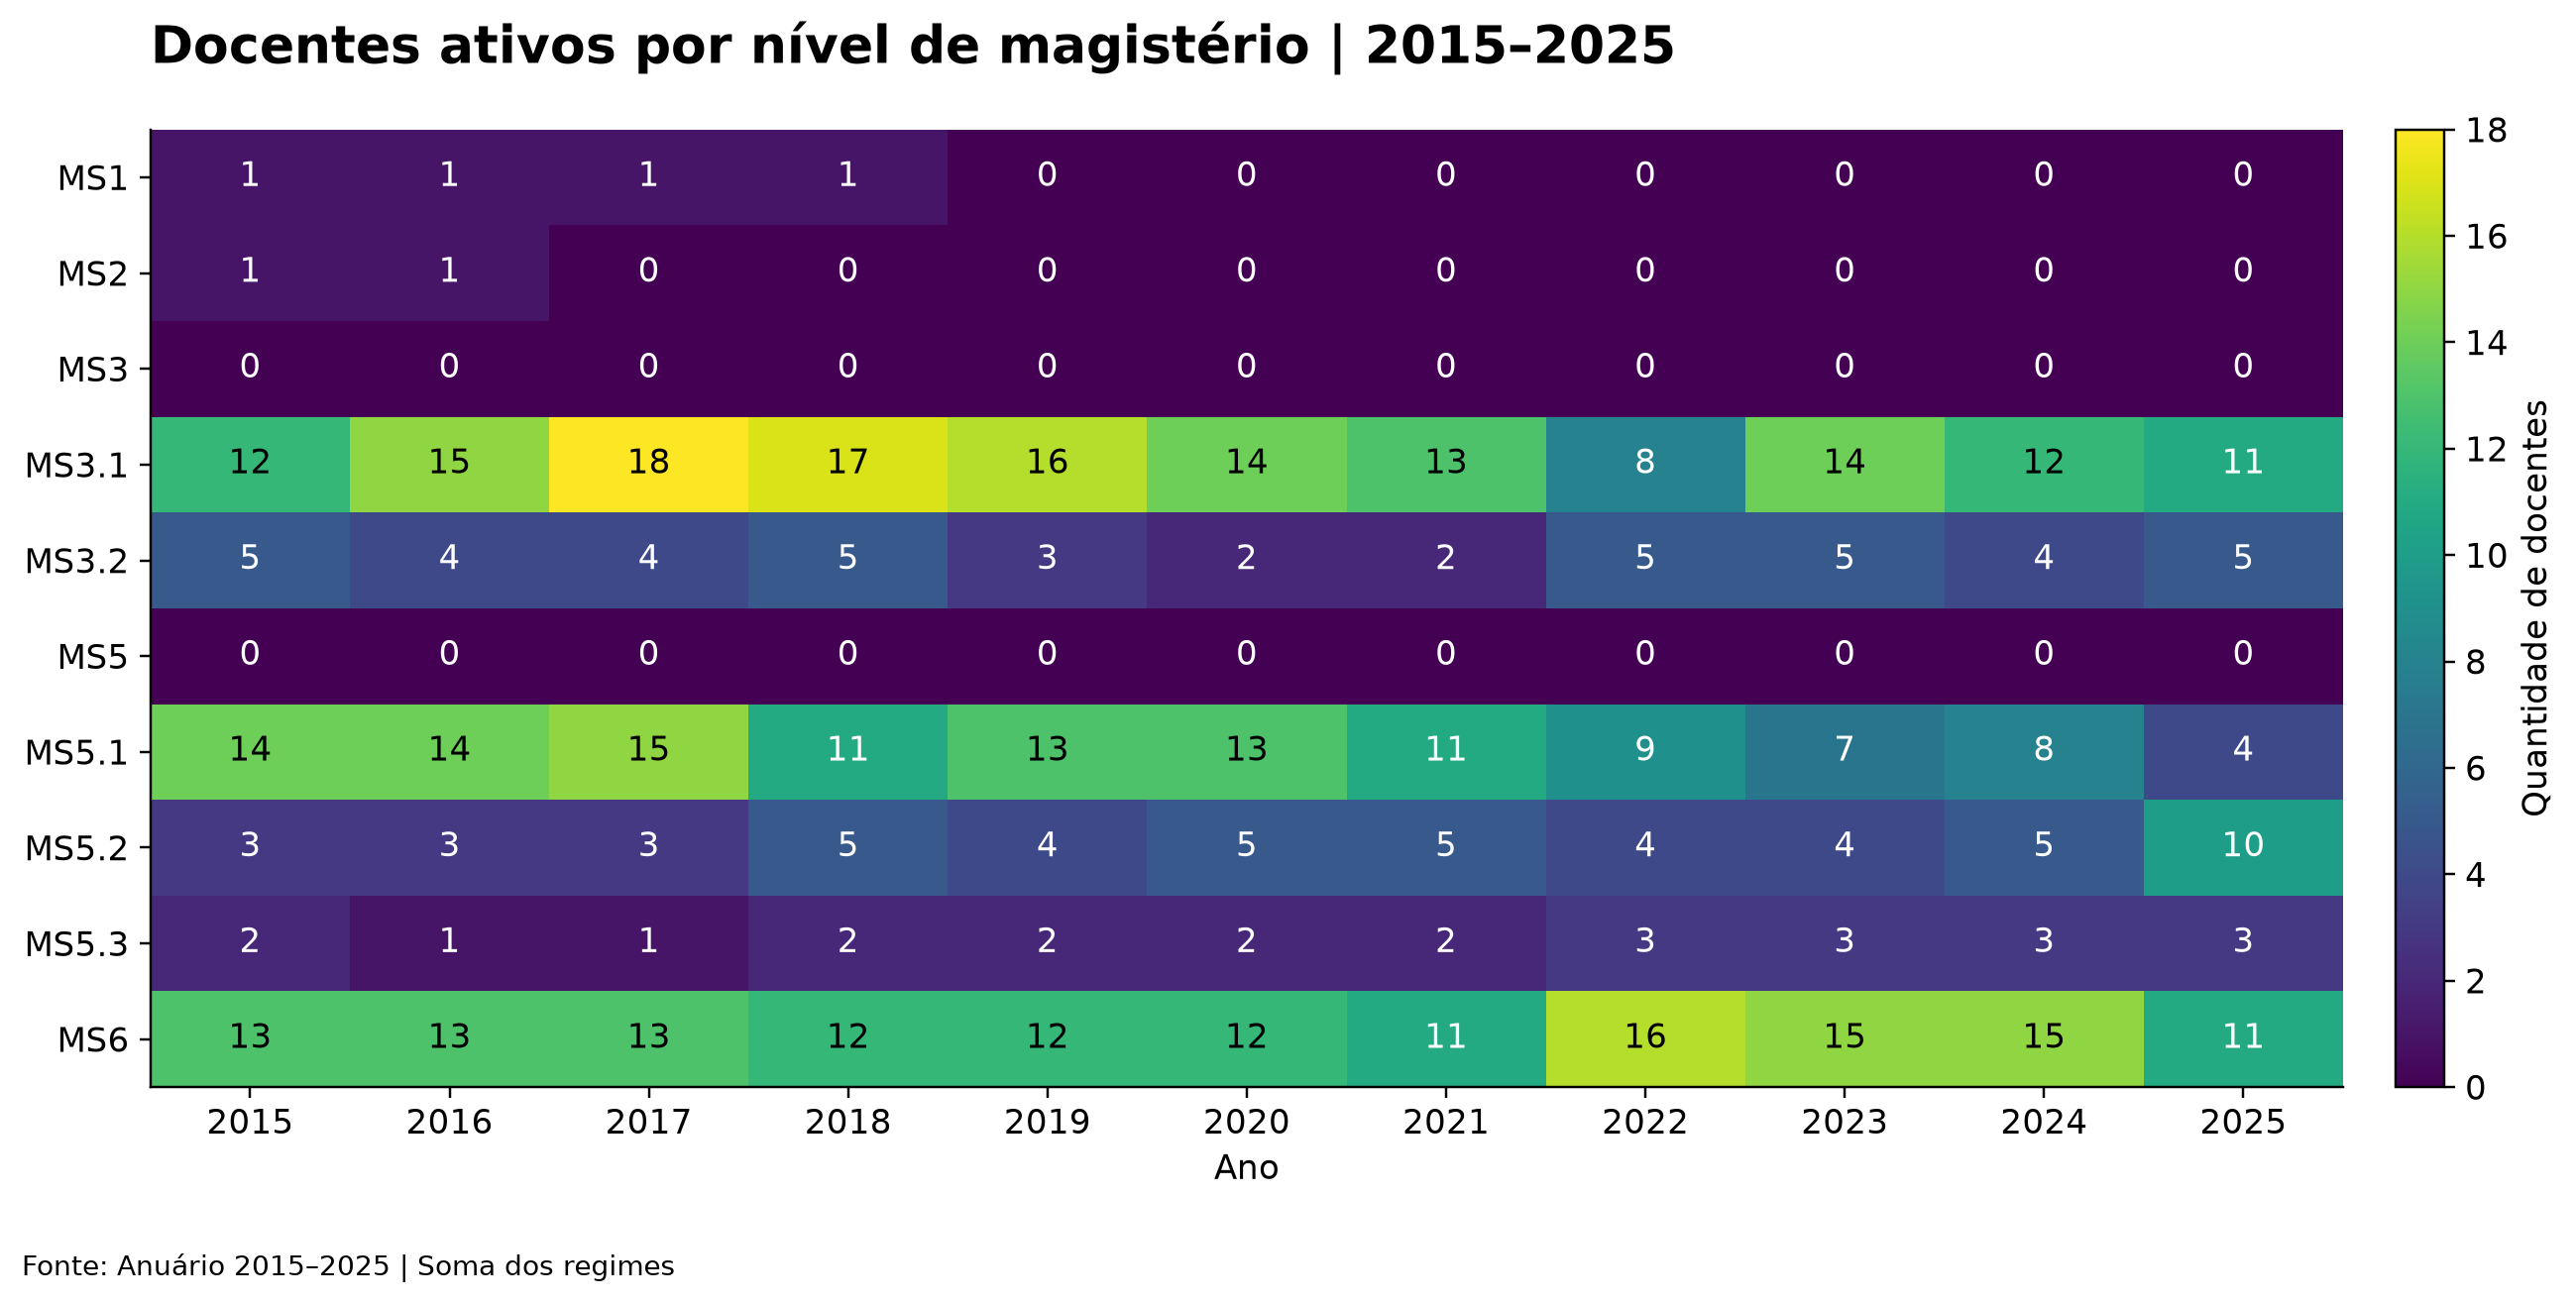 Docentes ativos por nível de magistério | 2015–2025
18
MS1 1 1 1 1 0 0 0 0 0 0 0
16
MS2 1 1 0 0 0 0 0 0 0 0 0
14
MS3 0 0 0 0 0 0 0 0 0 0 0
MS3.1 12 15 18 17 16 14 13 8 14 12 11
12
MS3.2 5 4 4 5 3 2 2 5 5 4 5
10
Quantidade de docentes
MS5 0 0 0 0 0 0 0 0 0 0 0
8
MS5.1 14 14 15 11 13 13 11 9 7 8 4
6
MS5.2 3 3 3 5 4 5 5 4 4 5 10
4
MS5.3 2 1 1 2 2 2 2 3 3 3 3
2
MS6 13 13 13 12 12 12 11 16 15 15 11
0
2015 2016 2017 2018 2019 2020 2021 2022 2023 2024 2025
Ano
Fonte: Anuário 2015–2025 | Soma dos regimes